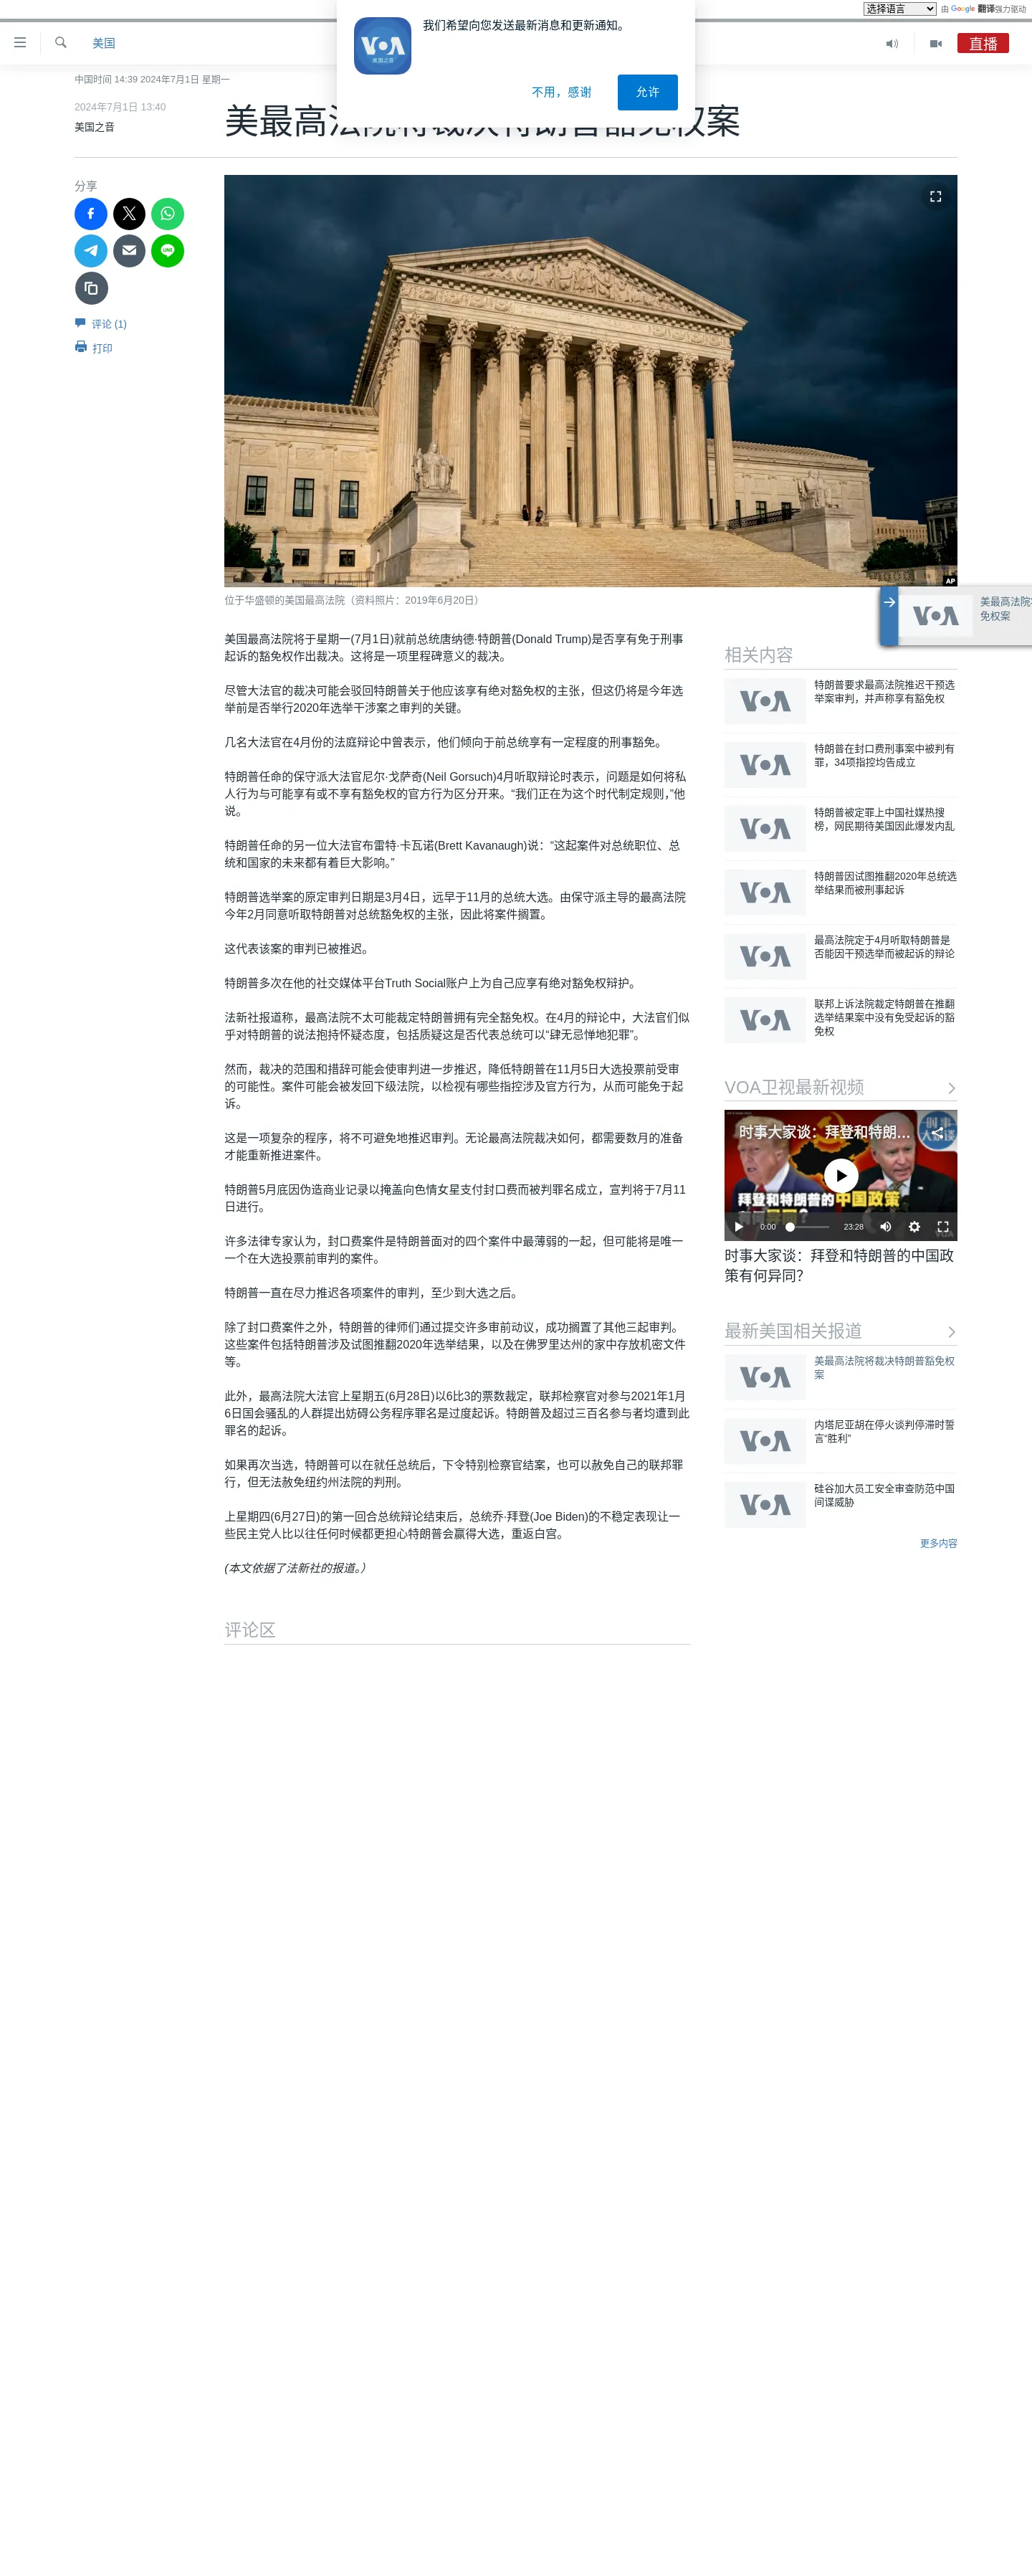 选择语言 由 Google 翻译强力驱动
我们希望向您发送最新消息和更新通知。
VOA
美国之音
不用，感谢
允许
美国
直播
中国时间 14:39 2024年7月1日 星期一
2024年7月1日 13:40
美国之音
美最高法院将裁决特朗普豁免权案
分享
评论 (1)
打印
AP
位于华盛顿的美国最高法院（资料照片：2019年6月20日）
美国最高法院将于星期一(7月1日)就前总统唐纳德·特朗普(Donald Trump)是否享有免于刑事
起诉的豁免权作出裁决。这将是一项里程碑意义的裁决。
尽管大法官的裁决可能会驳回特朗普关于他应该享有绝对豁免权的主张，但这仍将是今年选
举前是否举行2020年选举干涉案之审判的关键。
几名大法官在4月份的法庭辩论中曾表示，他们倾向于前总统享有一定程度的刑事豁免。
特朗普任命的保守派大法官尼尔·戈萨奇(Neil Gorsuch)4月听取辩论时表示，问题是如何将私
人行为与可能享有或不享有豁免权的官方行为区分开来。“我们正在为这个时代制定规则，”他
说。
特朗普任命的另一位大法官布雷特·卡瓦诺(Brett Kavanaugh)说：“这起案件对总统职位、总
统和国家的未来都有着巨大影响。”
特朗普选举案的原定审判日期是3月4日，远早于11月的总统大选。由保守派主导的最高法院
今年2月同意听取特朗普对总统豁免权的主张，因此将案件搁置。
这代表该案的审判已被推迟。
特朗普多次在他的社交媒体平台Truth Social账户上为自己应享有绝对豁免权辩护。
法新社报道称，最高法院不太可能裁定特朗普拥有完全豁免权。在4月的辩论中，大法官们似
乎对特朗普的说法抱持怀疑态度，包括质疑这是否代表总统可以“肆无忌惮地犯罪”。
然而，裁决的范围和措辞可能会使审判进一步推迟，降低特朗普在11月5日大选投票前受审
的可能性。案件可能会被发回下级法院，以检视有哪些指控涉及官方行为，从而可能免于起
诉。
这是一项复杂的程序，将不可避免地推迟审判。无论最高法院裁决如何，都需要数月的准备
才能重新推进案件。
特朗普5月底因伪造商业记录以掩盖向色情女星支付封口费而被判罪名成立，宣判将于7月11
日进行。
许多法律专家认为，封口费案件是特朗普面对的四个案件中最薄弱的一起，但可能将是唯一
一个在大选投票前审判的案件。
特朗普一直在尽力推迟各项案件的审判，至少到大选之后。
除了封口费案件之外，特朗普的律师们通过提交许多审前动议，成功搁置了其他三起审判。
这些案件包括特朗普涉及试图推翻2020年选举结果，以及在佛罗里达州的家中存放机密文件
等。
此外，最高法院大法官上星期五(6月28日)以6比3的票数裁定，联邦检察官对参与2021年1月
6日国会骚乱的人群提出妨碍公务程序罪名是过度起诉。特朗普及超过三百名参与者均遭到此
罪名的起诉。
如果再次当选，特朗普可以在就任总统后，下令特别检察官结案，也可以赦免自己的联邦罪
行，但无法赦免纽约州法院的判刑。
上星期四(6月27日)的第一回合总统辩论结束后，总统乔·拜登(Joe Biden)的不稳定表现让一
些民主党人比以往任何时候都更担心特朗普会赢得大选，重返白宫。
(本文依据了法新社的报道。）
评论区
VOA
美最高法院将
免权案
相关内容
VOA
特朗普要求最高法院推迟干预选
举案审判，并声称享有豁免权
VOA
特朗普在封口费刑事案中被判有
罪，34项指控均告成立
VOA
特朗普被定罪上中国社媒热搜
榜，网民期待美国因此爆发内乱
VOA
特朗普因试图推翻2020年总统选
举结果而被刑事起诉
VOA
最高法院定于4月听取特朗普是
否能因干预选举而被起诉的辩论
VOA
联邦上诉法院裁定特朗普在推翻
选举结果案中没有免受起诉的豁
免权
VOA卫视最新视频
时事大家谈：拜登和特朗...
时事
大家谈
拜登和特朗普的中国政策
有何异同？
0:00
23:28
VOA
时事大家谈：拜登和特朗普的中国政
策有何异同？
最新美国相关报道
VOA
美最高法院将裁决特朗普豁免权
案
VOA
内塔尼亚胡在停火谈判停滞时誓
言“胜利”
VOA
硅谷加大员工安全审查防范中国
间谍威胁
更多内容